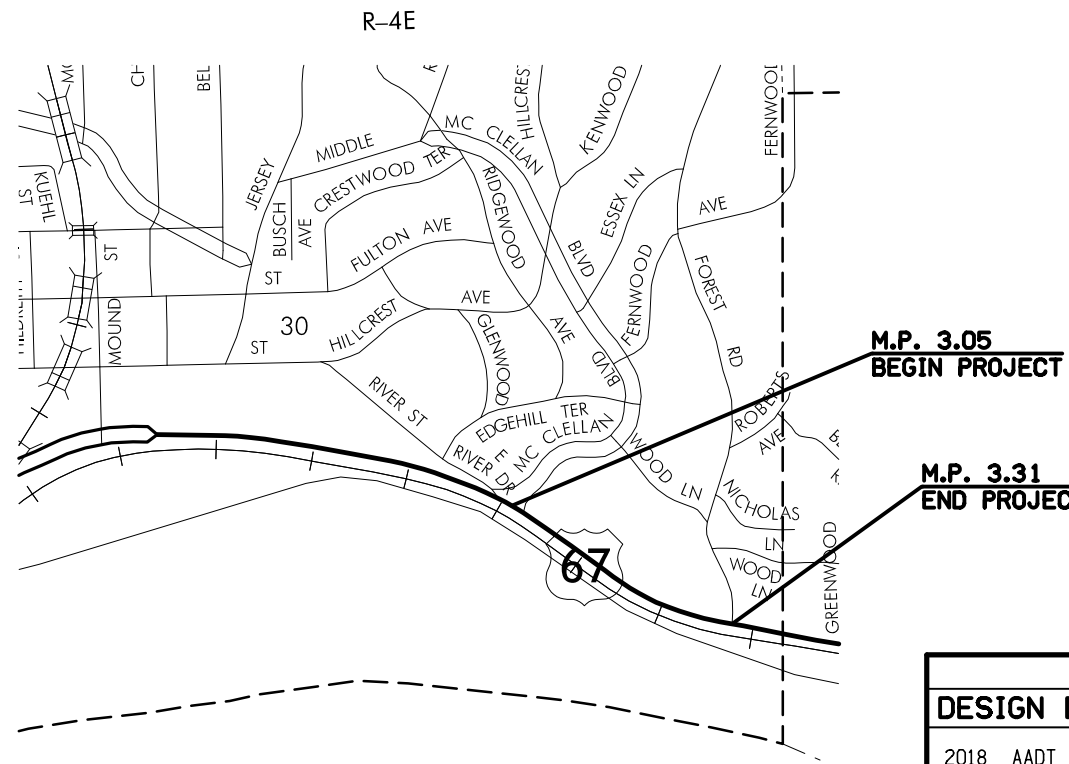 R-4E
BEL
FERNWOOD
HILLCREST
KENWOOD
MC CLELLAN
MIDDLE
JERSEY
CRESTWOOD TER
KUEHL
ST
BUSCH
AVE
RIDGEWOOD
ESSEX LN
AVE
FULTON AVE
BLVD
ST
ST
FERNWOOD
FOREST
MOUND
30
HILLCREST
AVE
GLENWOOD
AVE
BLVD
RD
ST
M.P. 3.05
BEGIN PROJECT
RIVER ST
EDGEHILL TER
ROBERTS
AVE
MC CLELLAN
E
RIVER DR
WOOD LN
M.P. 3.31
END PROJEC
NICHOLAS
LN
WOOD
LN
GREENWOOD
67
DESIGN
2018 AADT